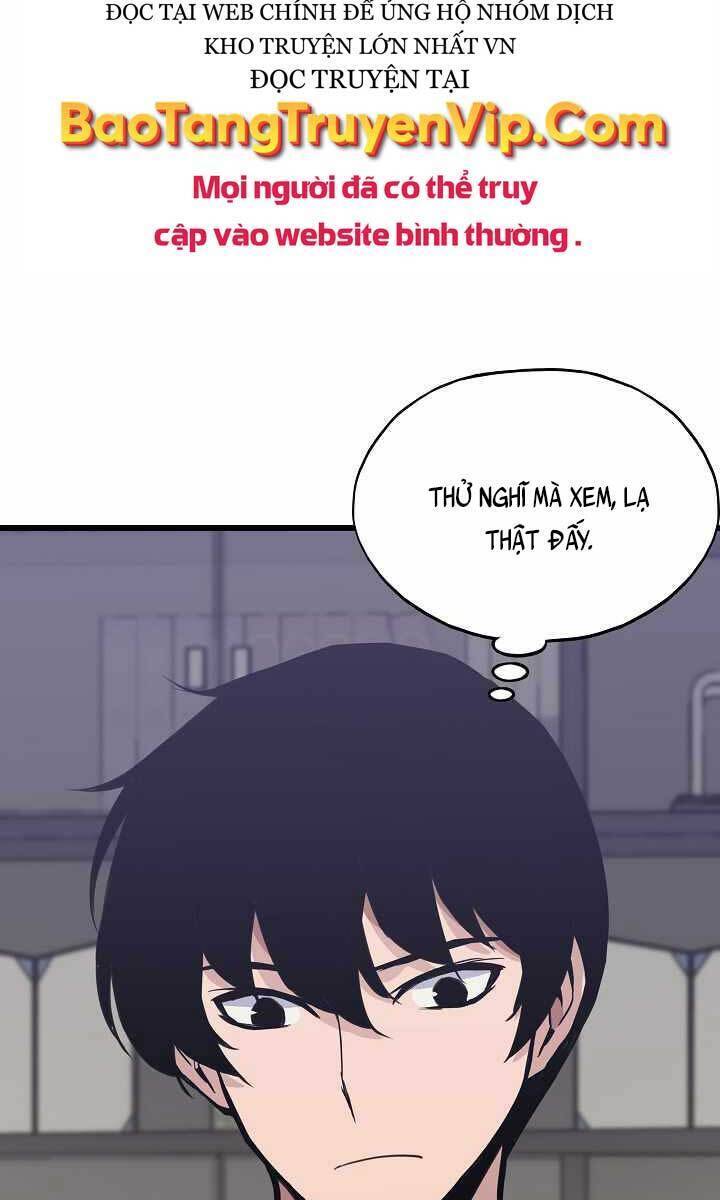 ĐỌC TẠI WEB CHÍNH ĐỂ ỦNG HỘ NHÓM DỊCH
KHO TRUYỆN LỚN NHẤT VN
ĐỌC TRUYỆN TẠI
BaoTangTruyenVip.Com
Mọi người đã có thể truy
cập vào website bình thường .
THỬ NGHĨ MÀ XEM, LẠ
THẬT ĐẤY.